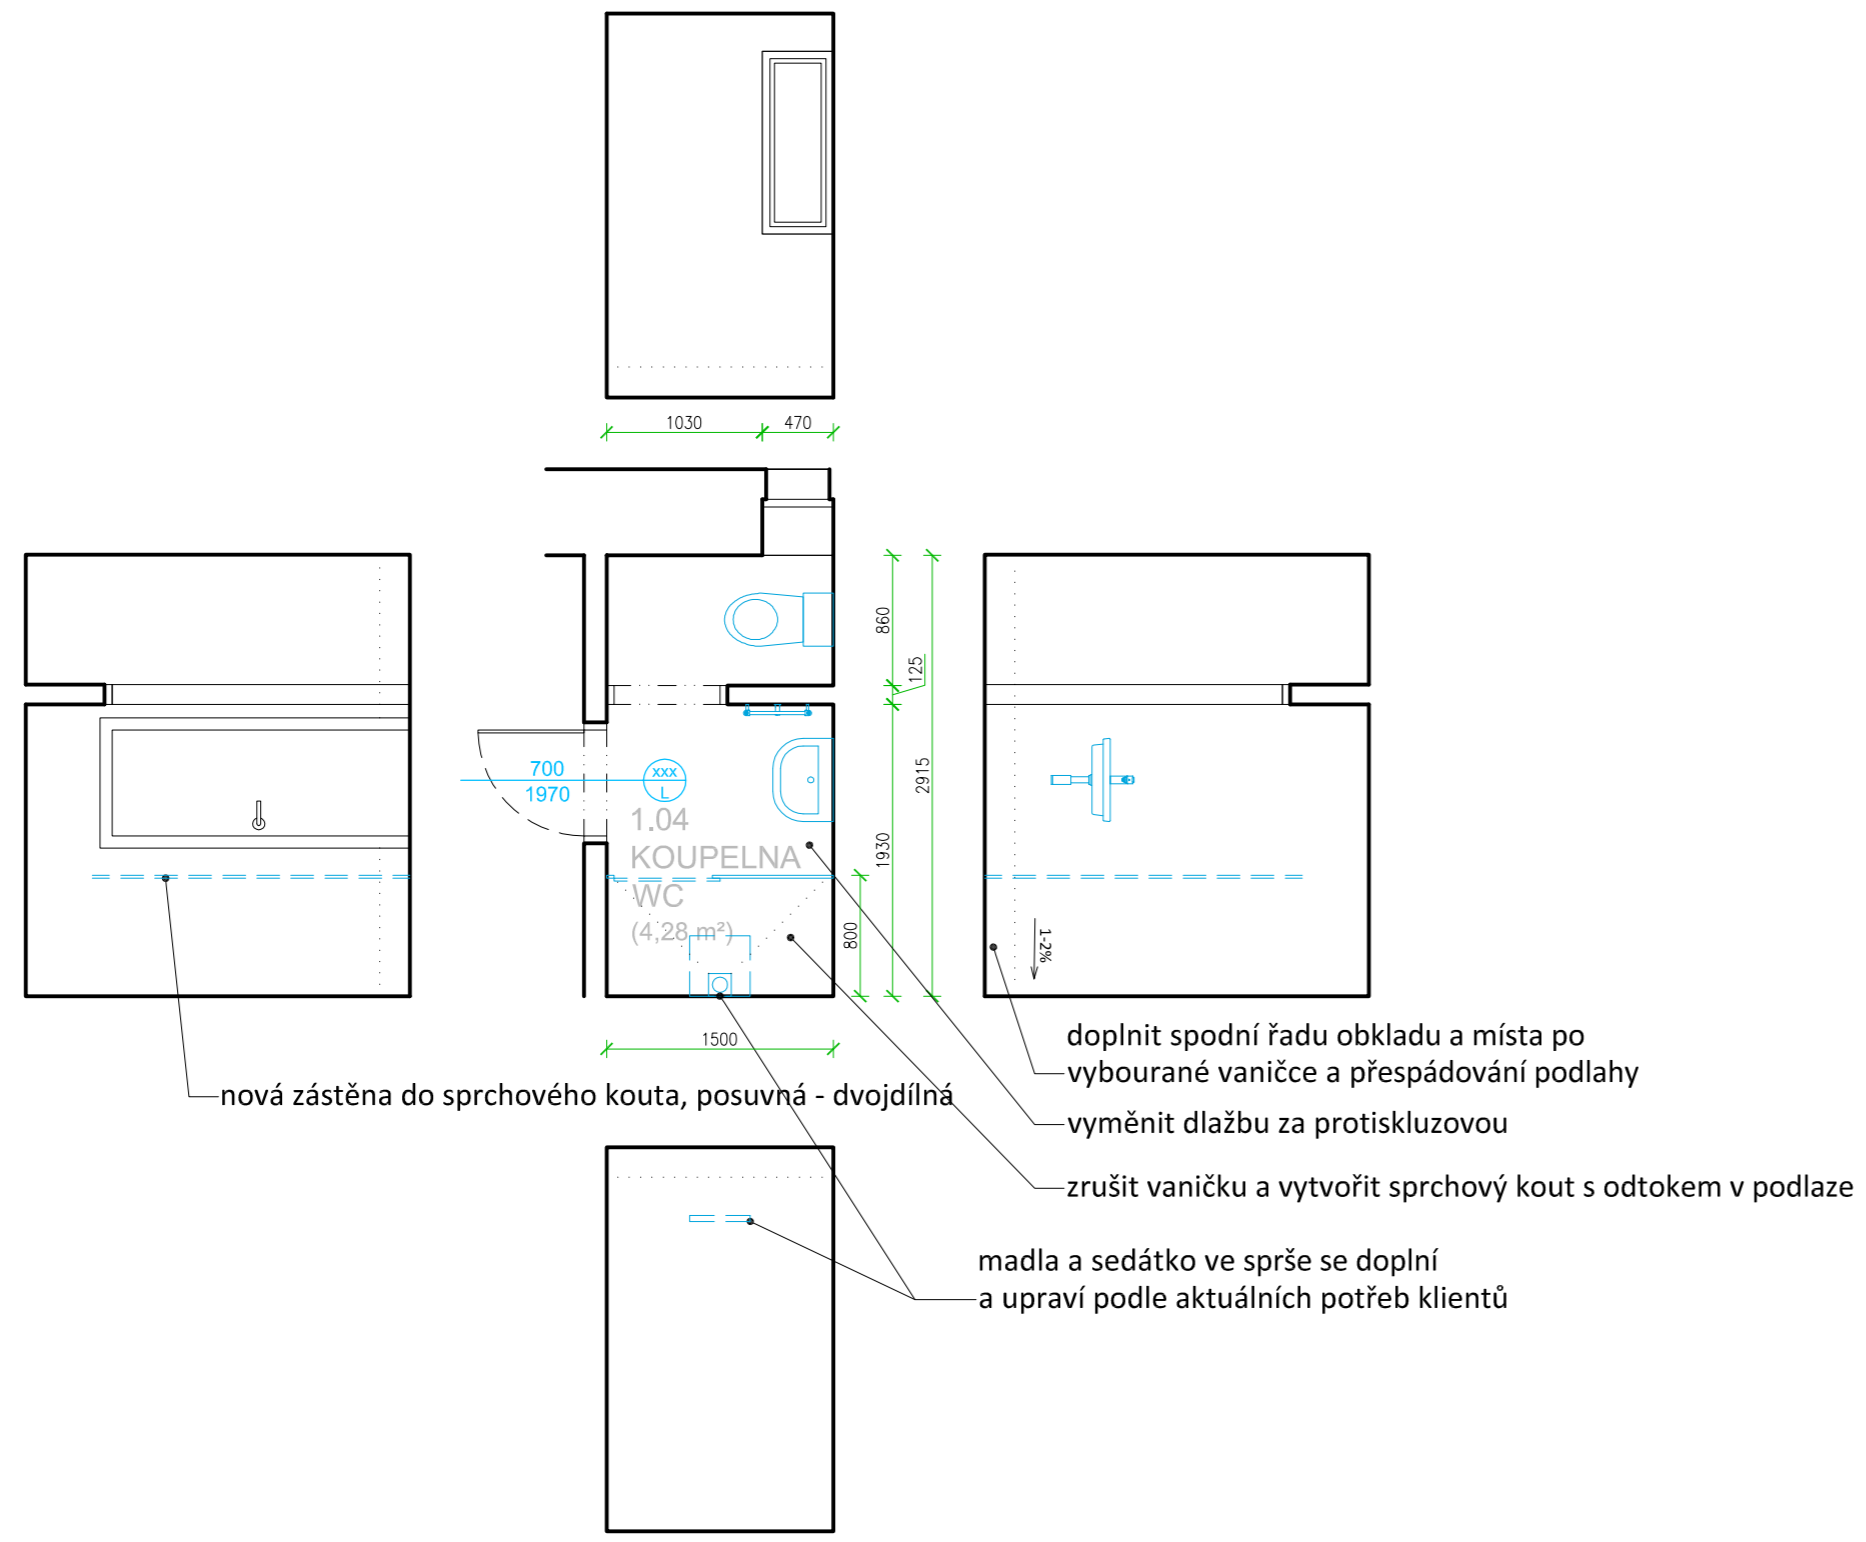 1030
470
860
125
2915
1930
800
700
1970
xxx
L
1.04
KOUPELNA
WC
(4,28 m²)
1-2%
1500
doplnit spodní řadu obkladu a místa po
vybourané vaničce a přespádování podlahy
nová zástěna do sprchového kouta, posuvná - dvojdílná
vyměnit dlažbu za protiskluzovou
zrušit vaničku a vytvořit sprchový kout s odtokem v podlaze
madla a sedátko ve sprše se doplní
a upraví podle aktuálních potřeb klientů